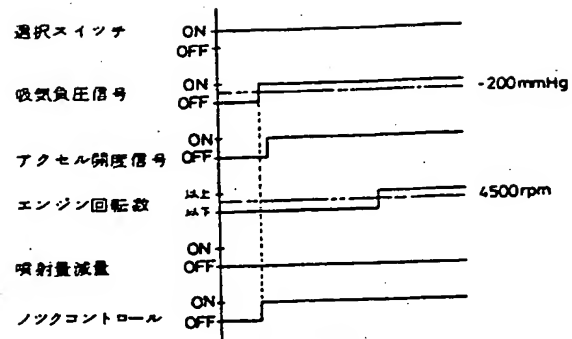 選択スイッチ ON
OFF
吸気負圧信号 ON -200mmHg
OFF
アクセル開度信号 ON
OFF
エンジン回転数 以上 4500rpm
以下
噴射量減量 ON
OFF
ノックコントロール ON
OFF